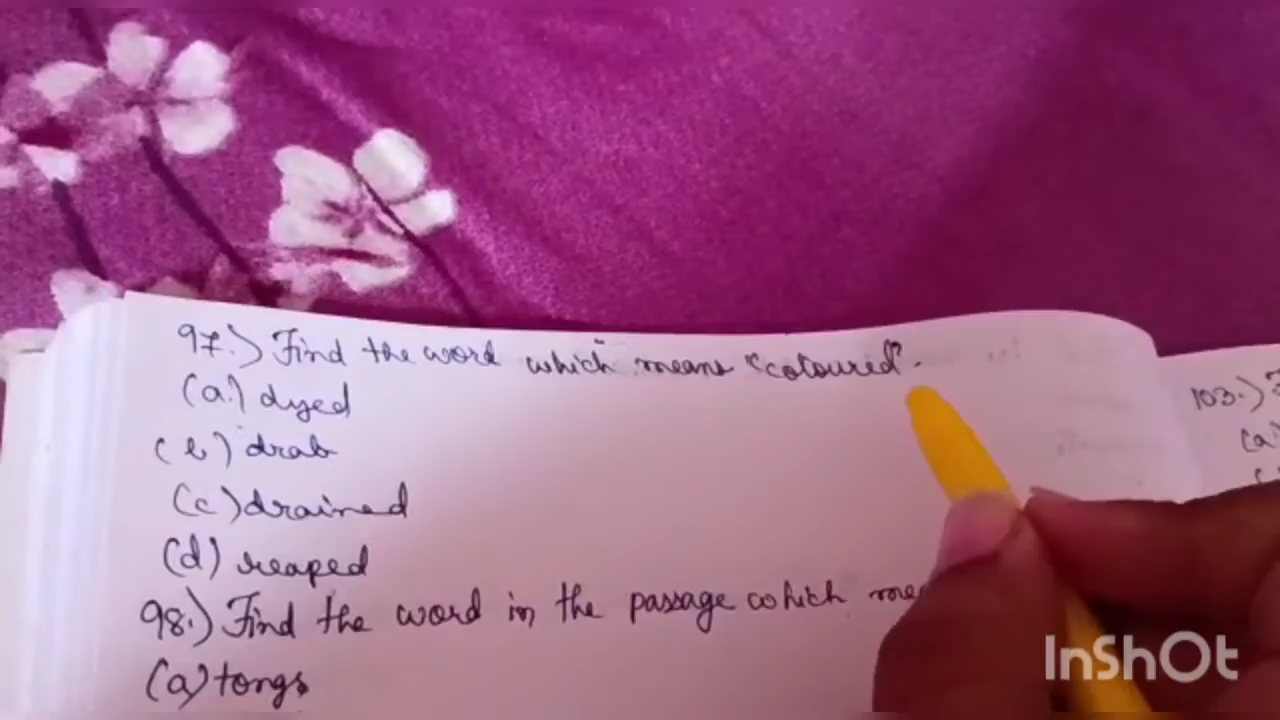 97.) Find the word which means "coloured".
(a.) dyed
(b) drab
(c) drained
(d) reaped
98.) Find the word in the passage which
(a) tongs
103.)
(a)
InShOt